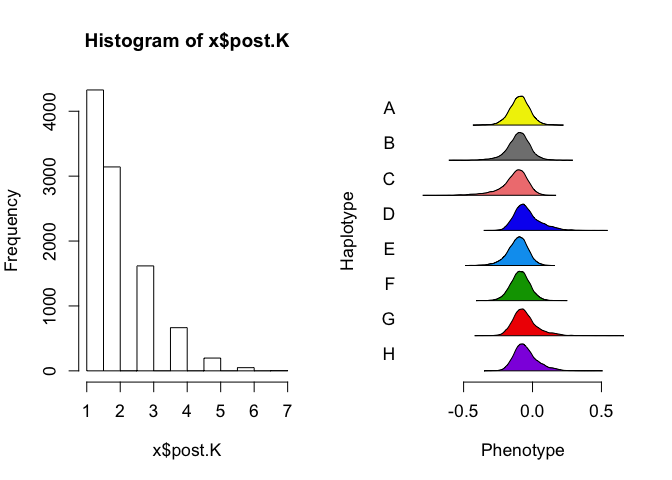 Histogram of x$post.K
Frequency
4000
3000
2000
1000
0
1 2 3 4 5 6 7
x$post.K
Haplotype
A
B
C
D
E
F
G
H
-0.5 0.0 0.5
Phenotype